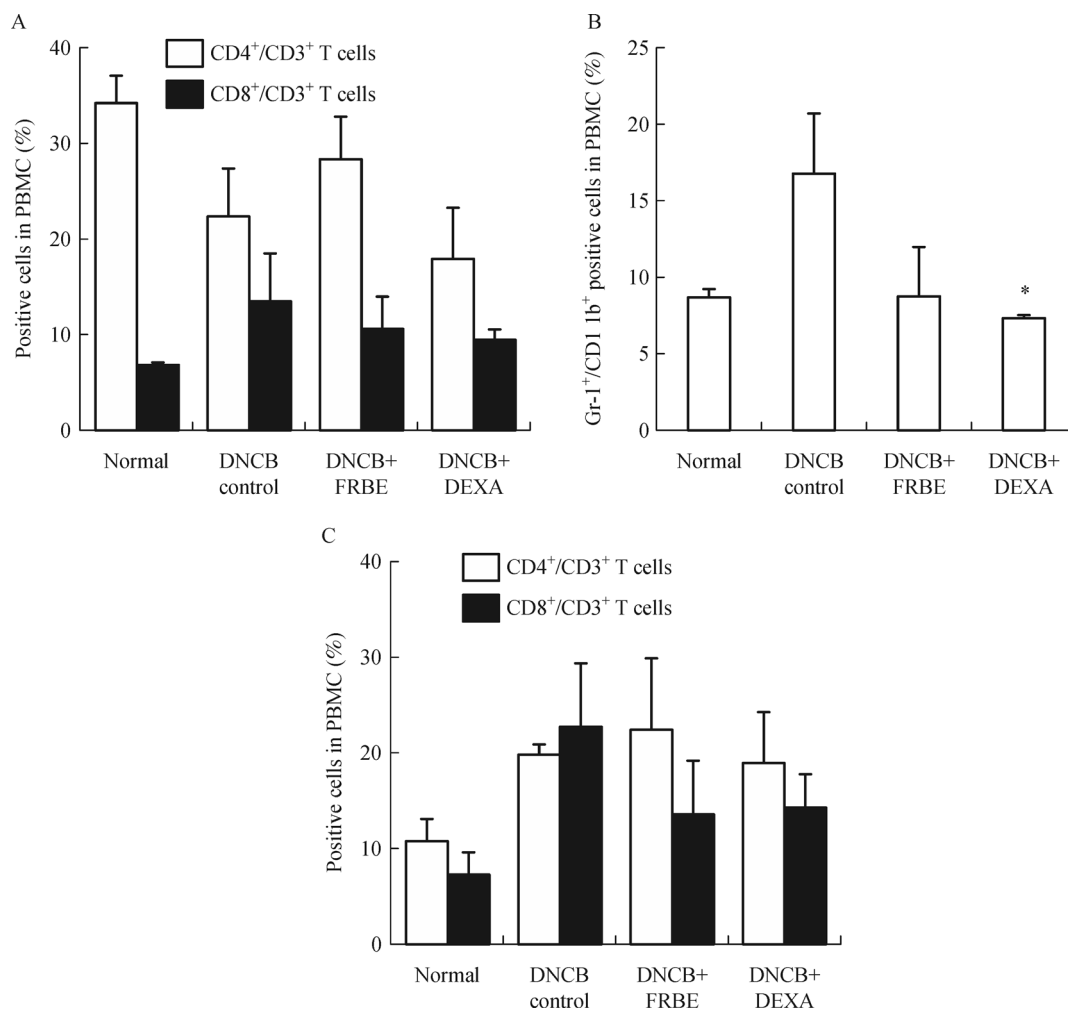 A
Positive cells in PBMC (%)
40
30
20
10
0
CD4⁺/CD3⁺ T cells
CD8⁺/CD3⁺ T cells
Normal
DNCB
control
DNCB+
FRBE
DNCB+
DEXA
B
Gr-1⁺/CD1 1b⁺ positive cells in PBMC (%)
25
20
15
10
5
0
*
Normal
DNCB
control
DNCB+
FRBE
DNCB+
DEXA
C
Positive cells in PBMC (%)
40
30
20
10
0
CD4⁺/CD3⁺ T cells
CD8⁺/CD3⁺ T cells
Normal
DNCB
control
DNCB+
FRBE
DNCB+
DEXA